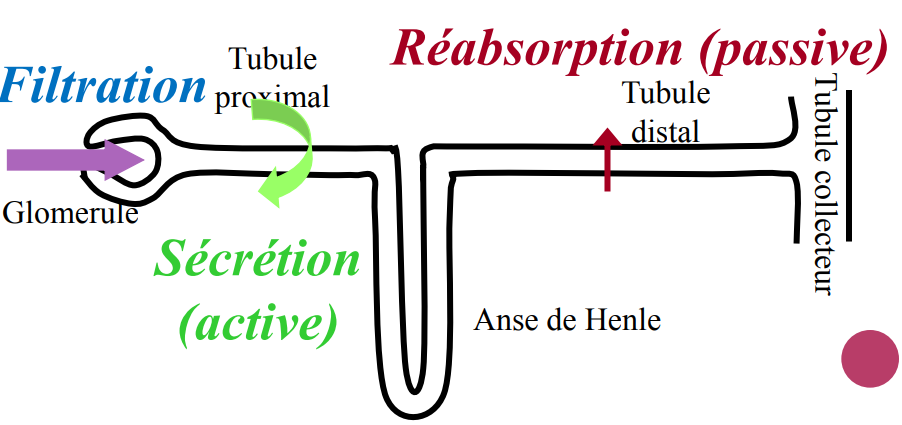 Réabsorption (passive)
Filtration
Tubule
proximal
Tubule
distal
Tubule collecteur
Glomerule
Sécrétion
(active)
Anse de Henle